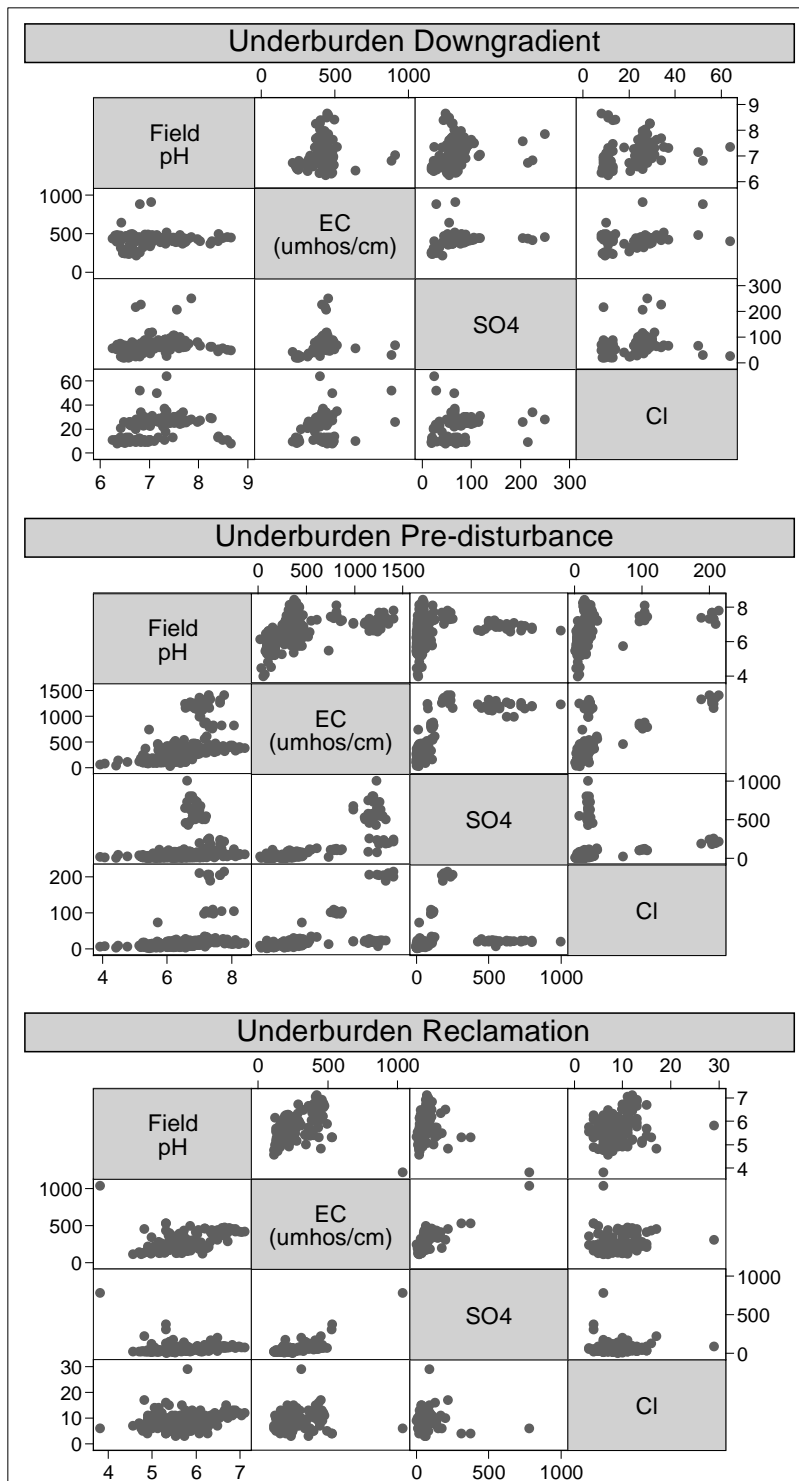 Underburden Downgradient
0 500 1000 0 20 40 60
Field
pH
9
8
7
6
1000
500
0
EC
(umhos/cm)
SO4
300
200
100
0
60
40
20
0
Cl
6 7 8 9 0 100 200 300
Underburden Pre-disturbance
0 500 1000 1500 0 100 200
Field
pH
8
6
4
1500
1000
500
0
EC
(umhos/cm)
SO4
1000
500
0
200
100
0
Cl
4 6 8 0 500 1000
Underburden Reclamation
0 500 1000 0 10 20 30
Field
pH
7
6
5
4
1000
500
0
EC
(umhos/cm)
SO4
1000
500
0
30
20
10
0
Cl
4 5 6 7 0 500 1000